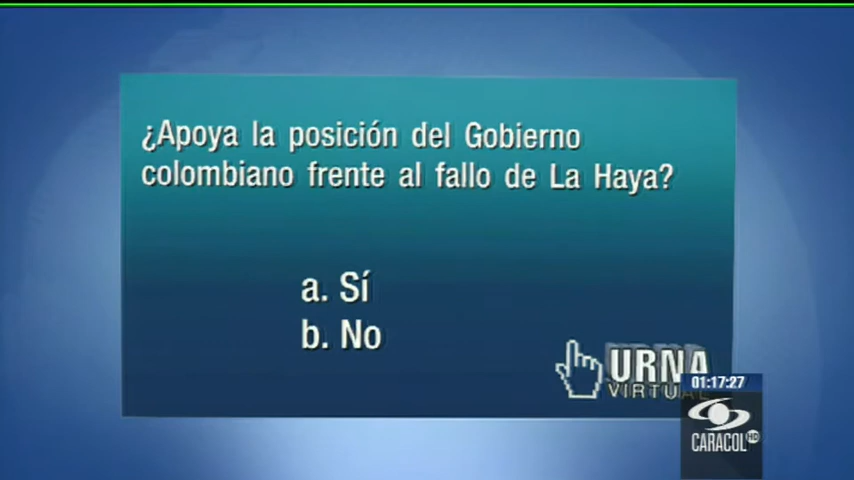 ¿Apoya la posición del Gobierno
colombiano frente al fallo de La Haya?
a. Sí
b. No
URNA
VIRTUAL
01:17:27
CARACOL HD